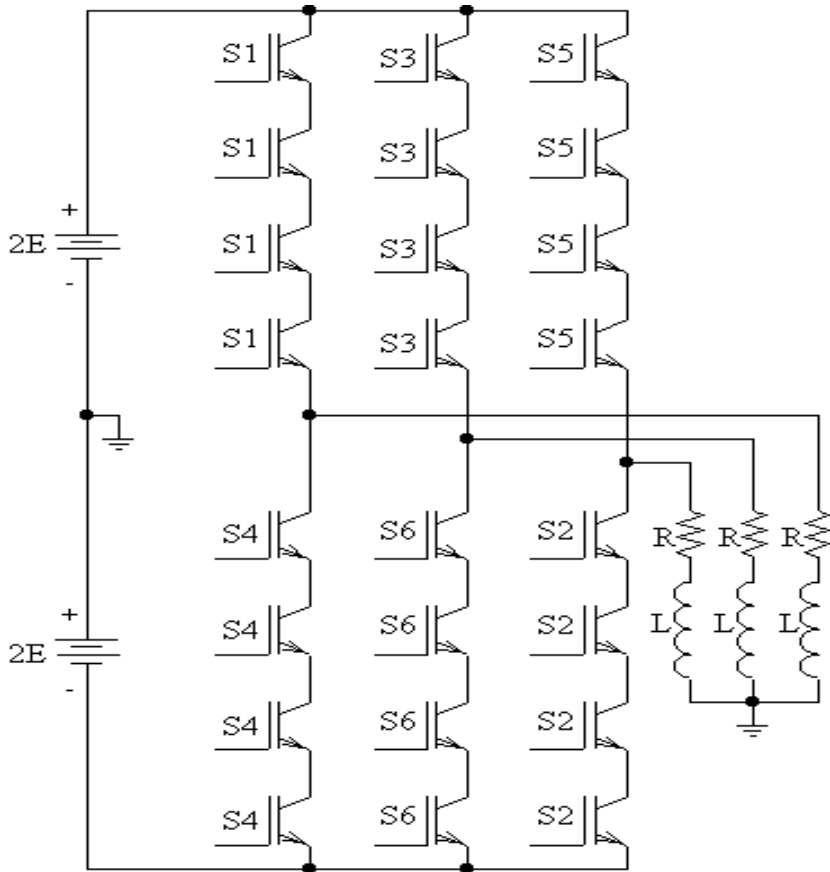 S1 S3 S5
S1 S3 S5
+
2E
-
S1 S3 S5
S1 S3 S5
S4 S6 S2
R R R
+
2E
-
S4 S6 S2
L L L
S4 S6 S2
S4 S6 S2